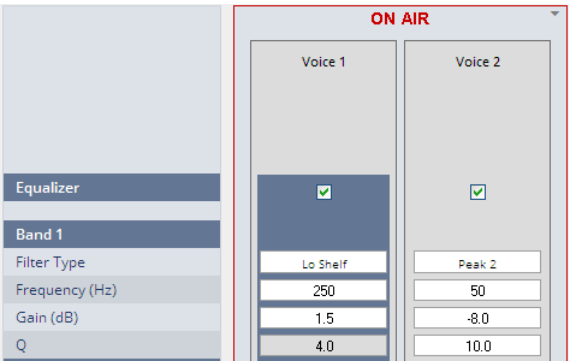 ON AIR
Voice 1 Voice 2
Equalizer
Band 1
Filter Type Lo Shelf Peak 2
Frequency (Hz) 250 50
Gain (dB) 1.5 -8.0
Q 4.0 10.0